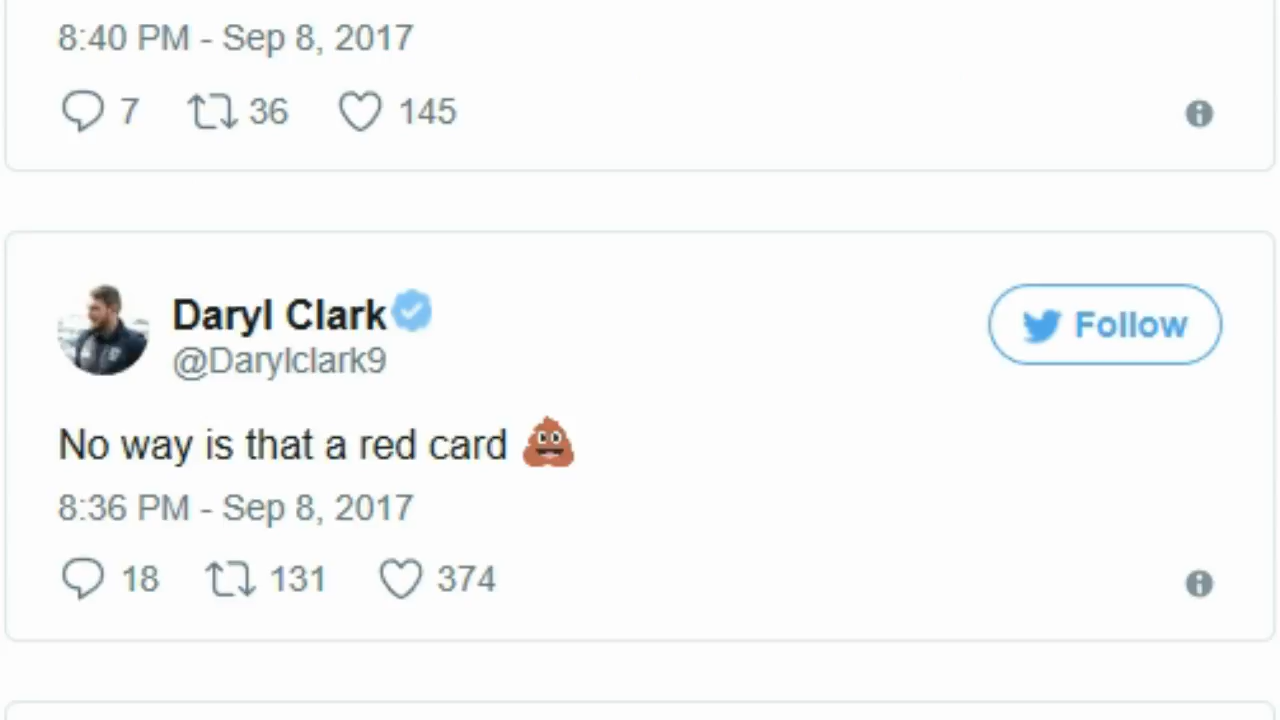 8:40 PM - Sep 8, 2017
7 36 145
Daryl Clark
@Darylclark9
Follow
No way is that a red card 💩
8:36 PM - Sep 8, 2017
18 131 374